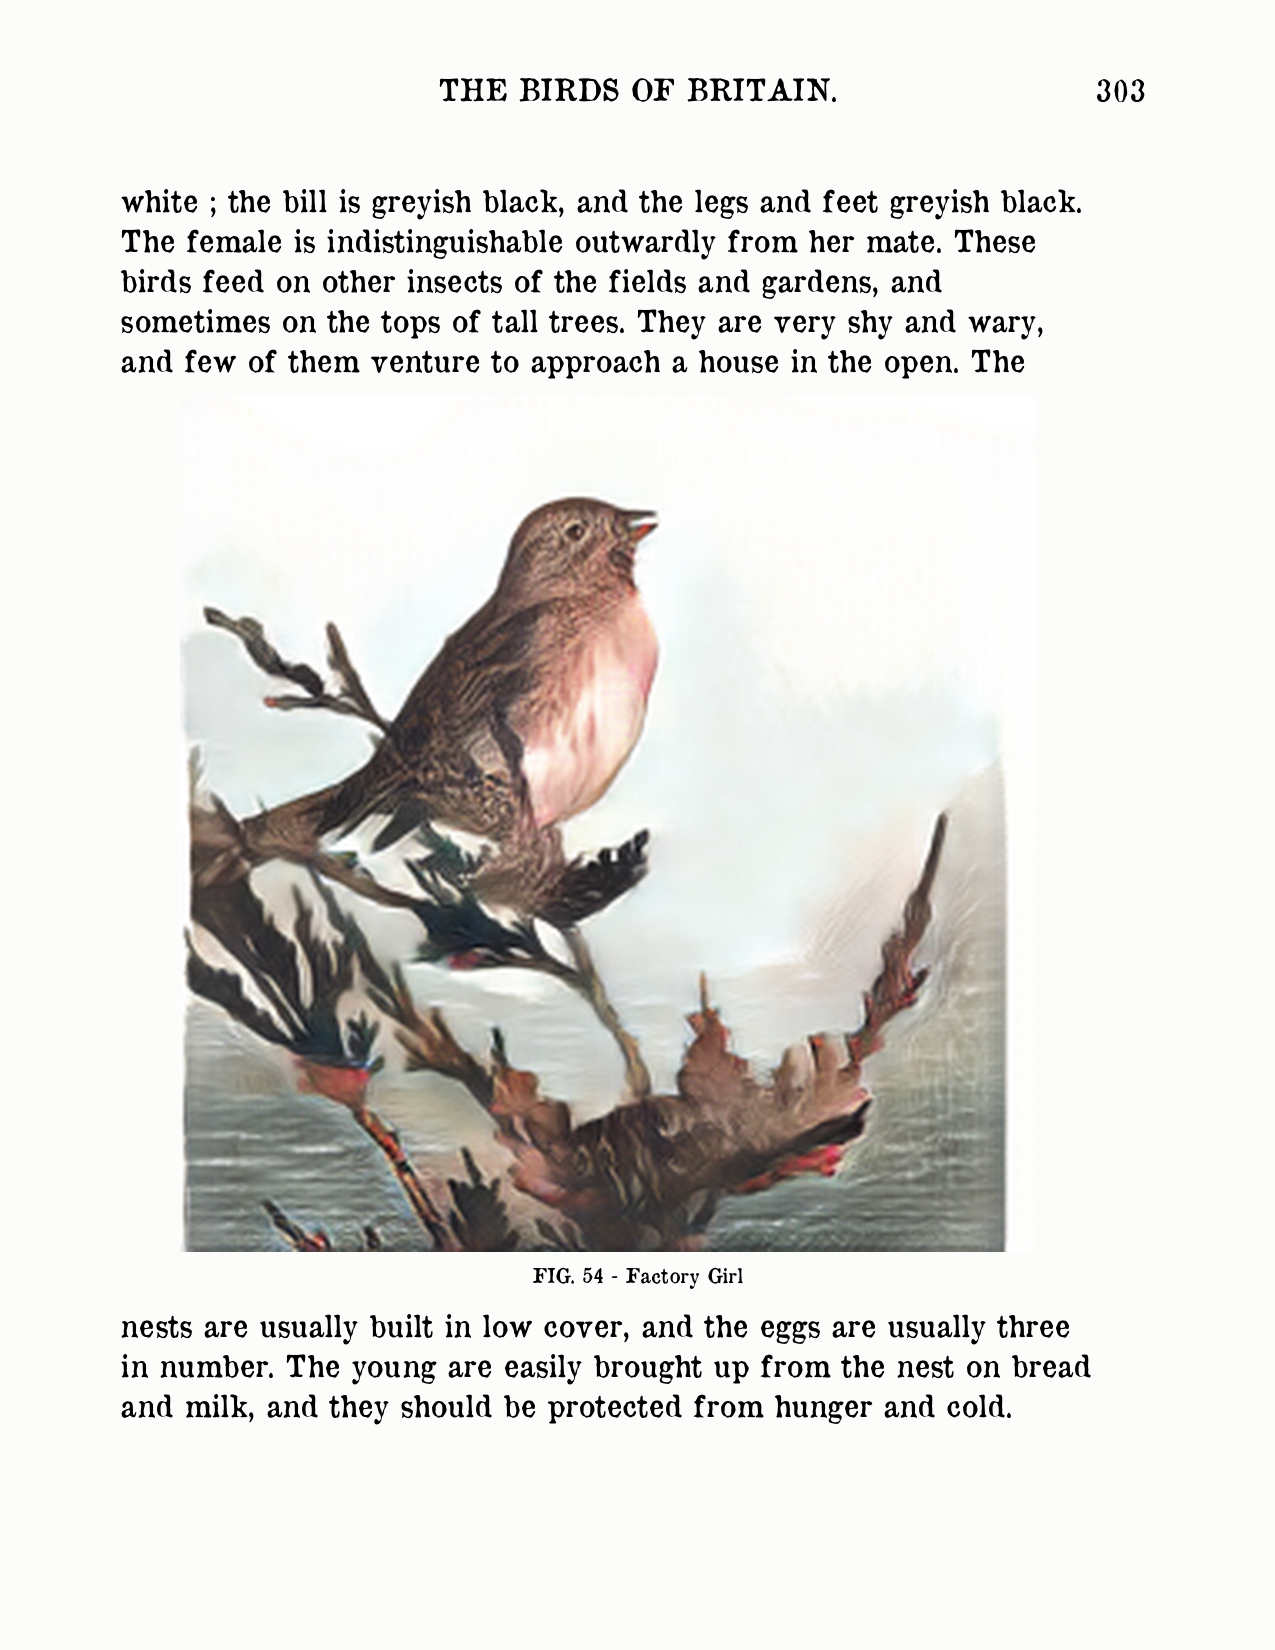 THE BIRDS OF BRITAIN. 303
white ; the bill is greyish black, and the legs and feet greyish black.
The female is indistinguishable outwardly from her mate. These
birds feed on other insects of the fields and gardens, and
sometimes on the tops of tall trees. They are very shy and wary,
and few of them venture to approach a house in the open. The
FIG. 54 - Factory Girl
nests are usually built in low cover, and the eggs are usually three
in number. The young are easily brought up from the nest on bread
and milk, and they should be protected from hunger and cold.